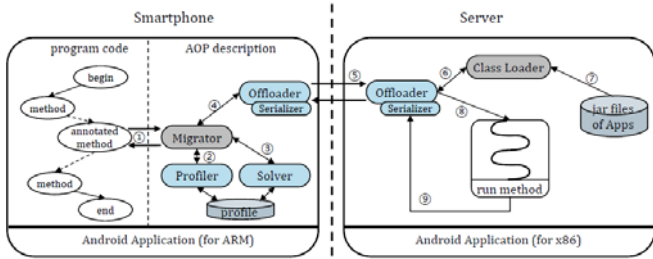 Smartphone
Server
program code
AOP description
begin
method
annotated
method
method
end
①
②
③
④
Migrator
Profiler
Solver
profile
Offloader
Serializer
Android Application (for ARM)
⑤
Offloader
Serializer
⑥
Class Loader
⑦
jar files
of Apps
⑧
run method
⑨
Android Application (for x86)